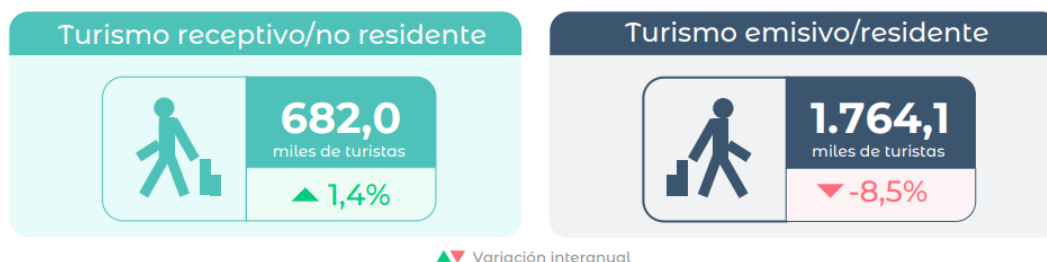 Turismo receptivo/no residente
682,0
miles de turistas
1,4%
Turismo emisivo/residente
1.764,1
miles de turistas
-8,5%
Variación interanual